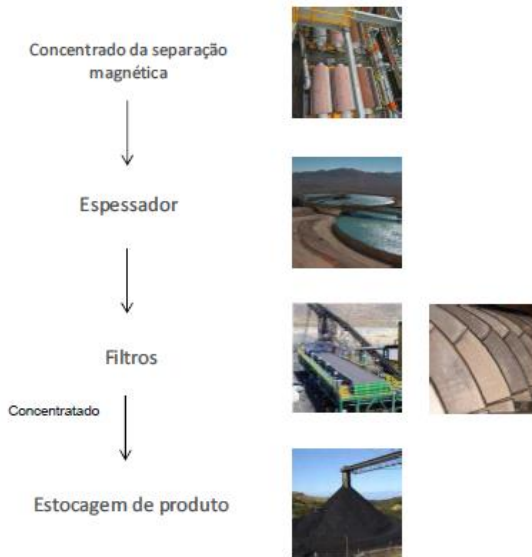 Concentrado da separação
magnética
Espessador
Filtros
Concentratado
Estocagem de produto